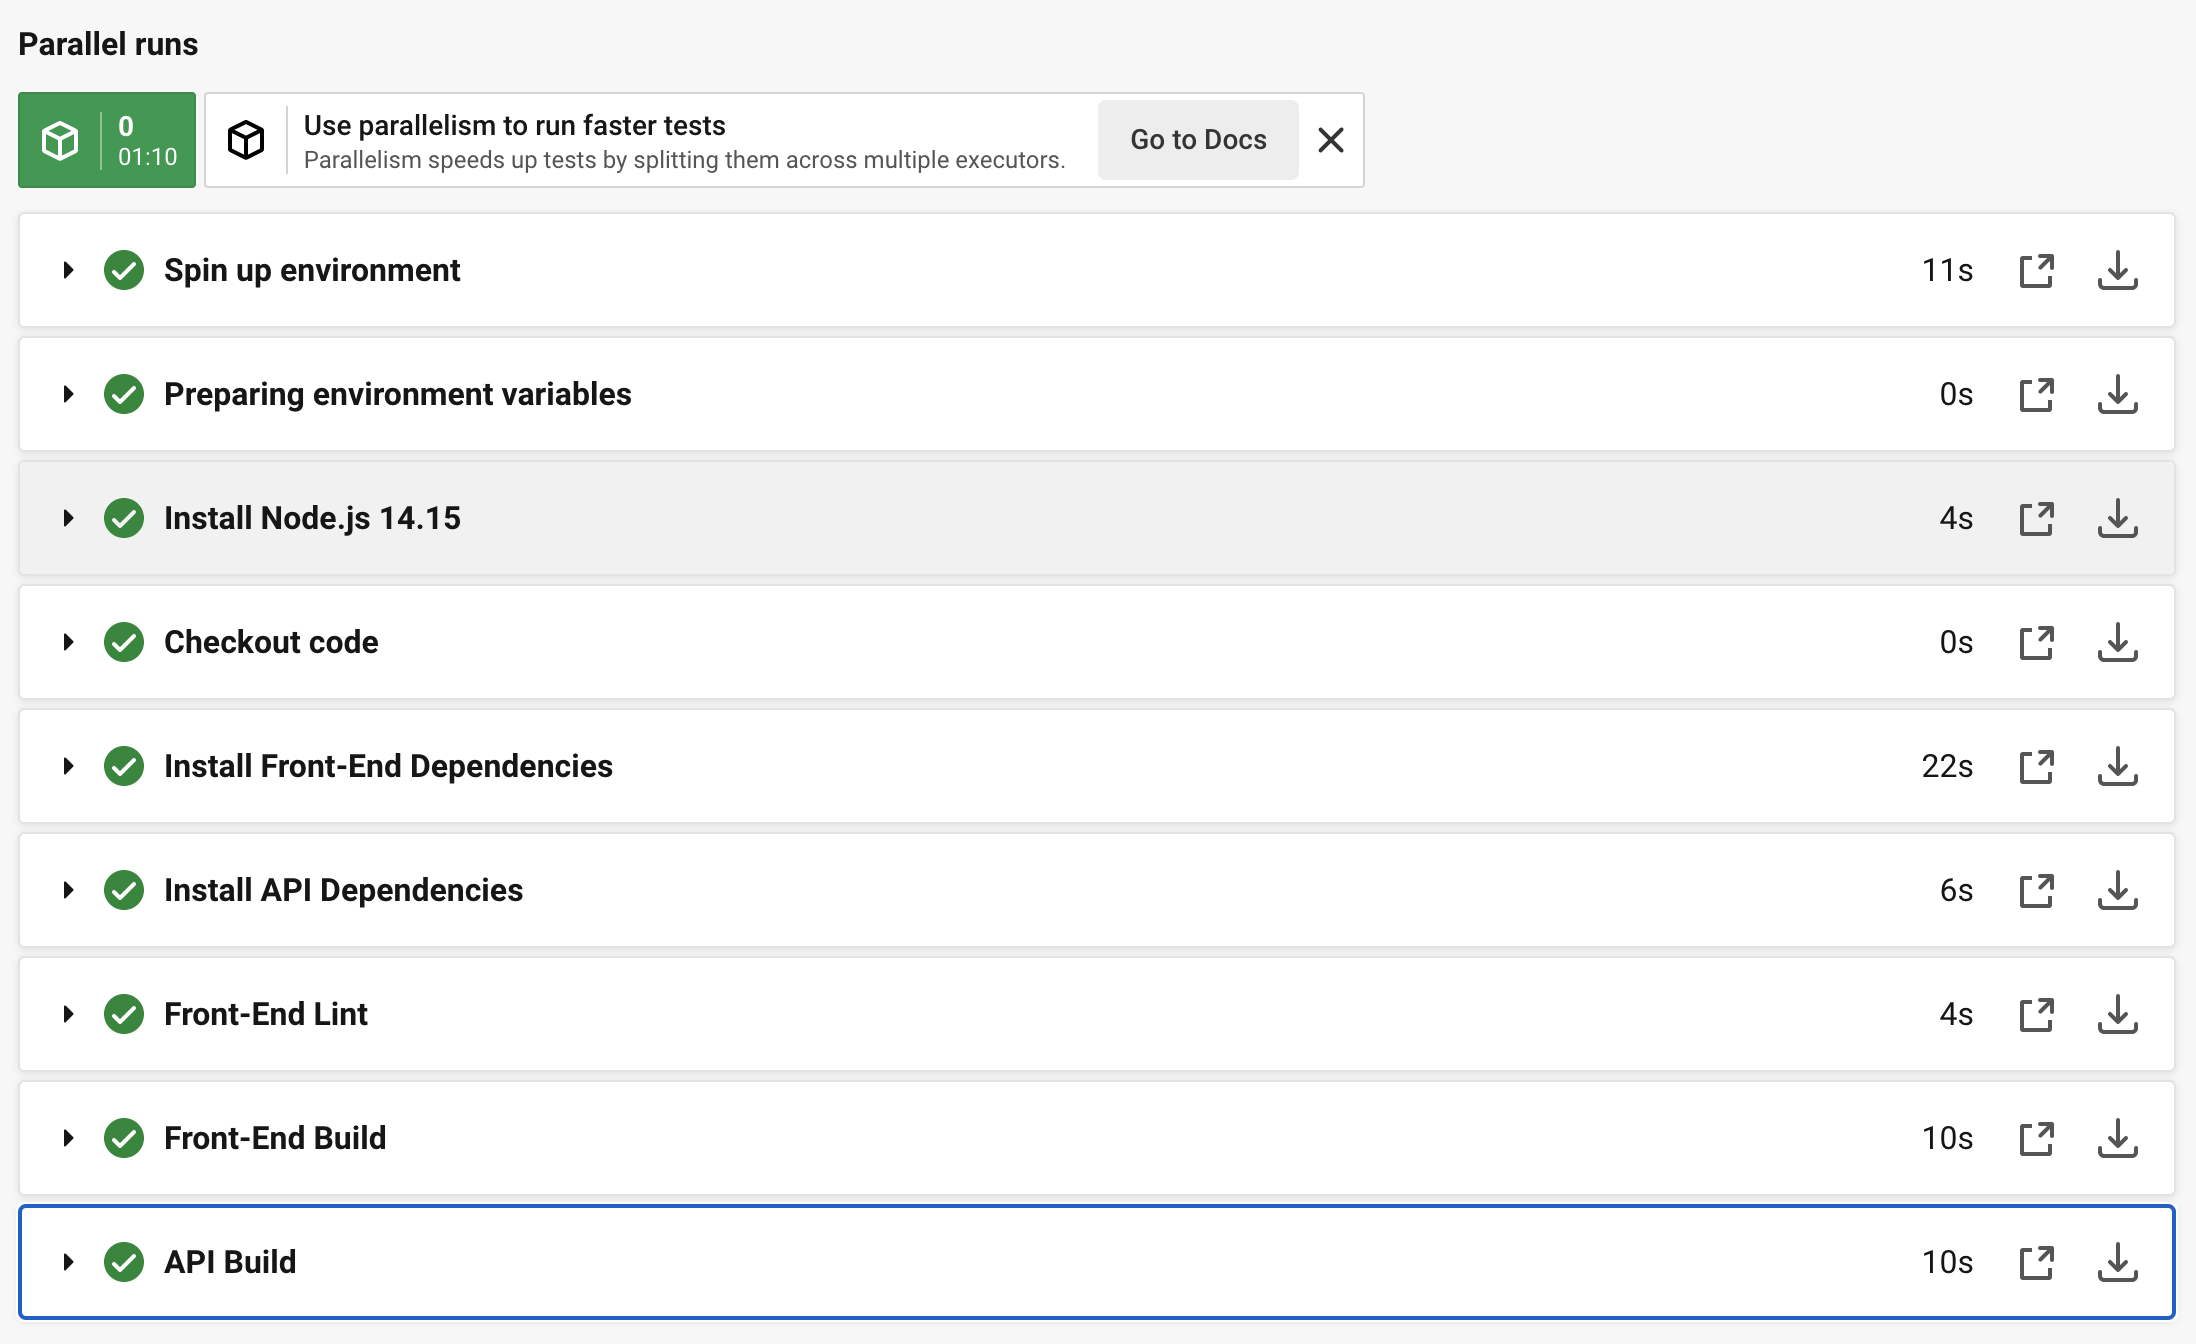 Parallel runs
0
01:10
Use parallelism to run faster tests
Parallelism speeds up tests by splitting them across multiple executors.
Go to Docs
Spin up environment 11s
Preparing environment variables 0s
Install Node.js 14.15 4s
Checkout code 0s
Install Front-End Dependencies 22s
Install API Dependencies 6s
Front-End Lint 4s
Front-End Build 10s
API Build 10s